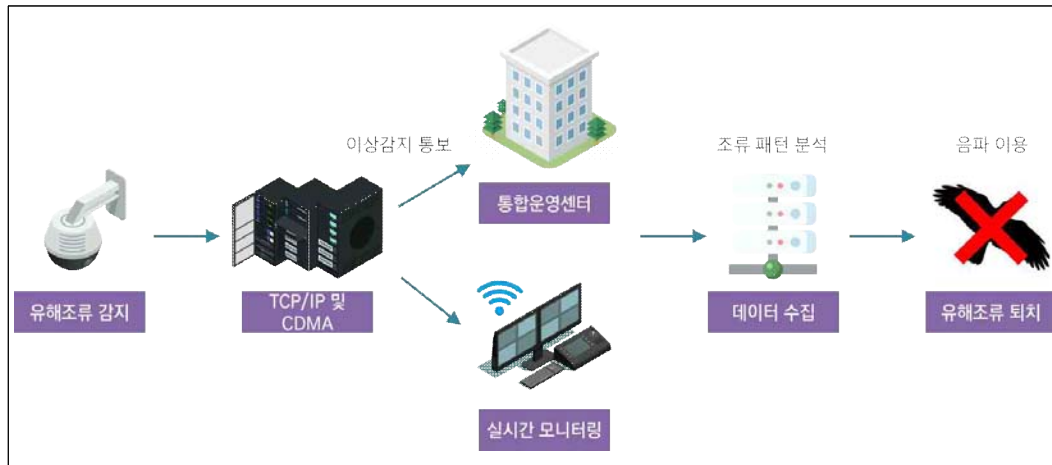 이상감지 통보
조류 패턴 분석
음파 이용
통합운영센터
유해조류 감지
TCP/IP 및
CDMA
데이터 수집
유해조류 퇴치
실시간 모니터링